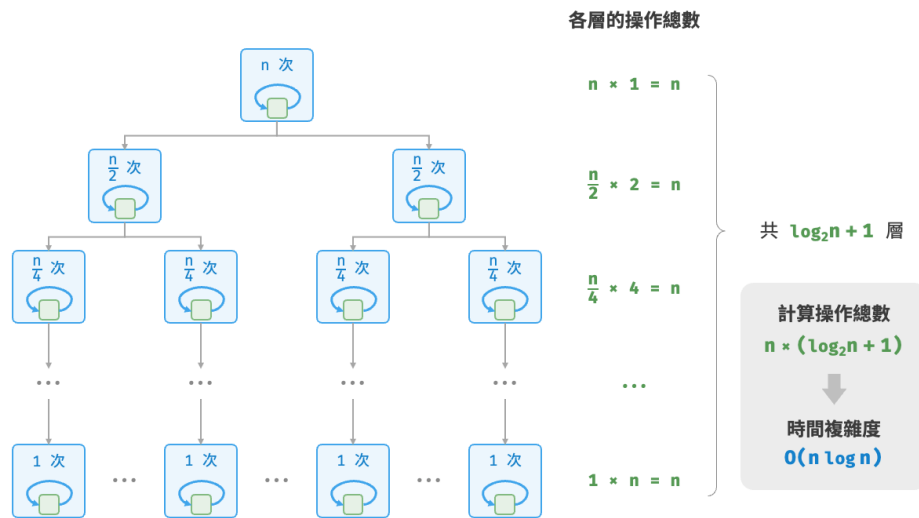 各層的操作總數
n 次
n × 1 = n
n/2 次
n/2 次
n/2 × 2 = n
共 log₂n + 1 層
n/4 次
n/4 次
n/4 次
n/4 次
n/4 × 4 = n
計算操作總數
n × (log₂n + 1)
...
...
...
...
...
時間複雜度
O(n log n)
1 次
...
1 次
...
1 次
...
1 次
1 × n = n